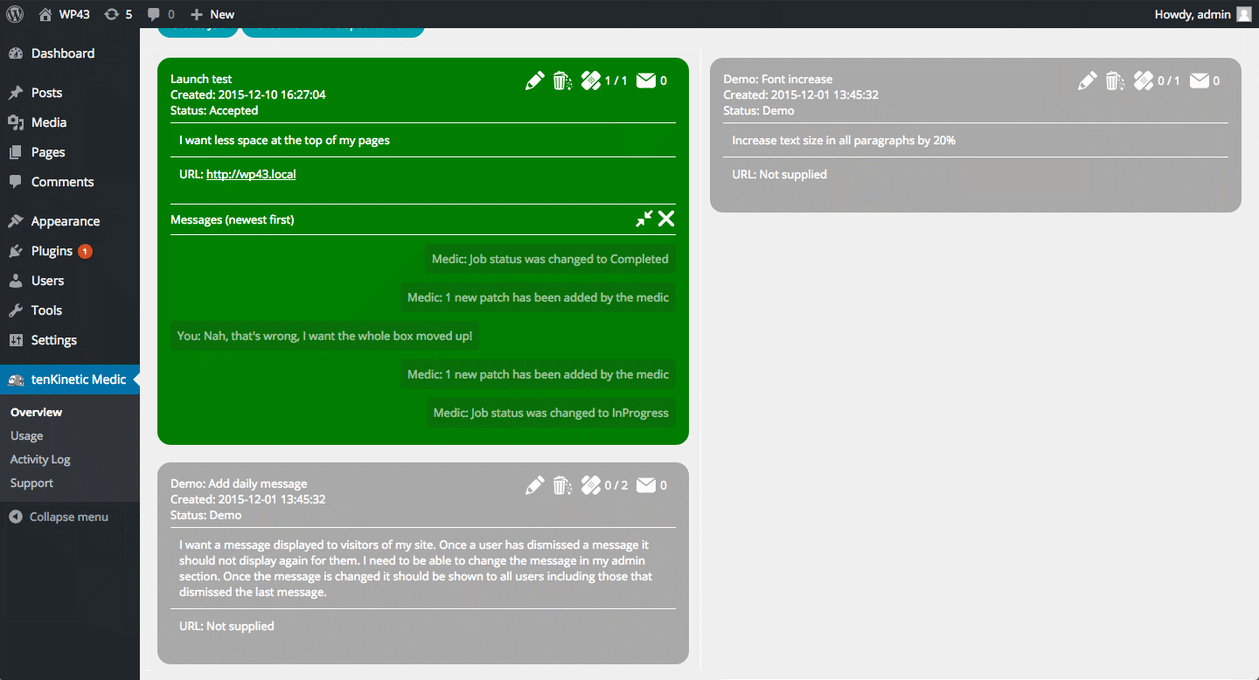 WP43
5
0
New
Howdy, admin
Dashboard
Posts
Media
Pages
Comments
Appearance
Plugins 1
Users
Tools
Settings
tenKinetic Medic
Overview
Usage
Activity Log
Support
Collapse menu
Launch test
1 / 1
0
Created: 2015-12-10 16:27:04
Status: Accepted
I want less space at the top of my pages
URL: http://wp43.local
Messages (newest first)
Medic: Job status was changed to Completed
Medic: 1 new patch has been added by the medic
You: Nah, that's wrong, I want the whole box moved up!
Medic: 1 new patch has been added by the medic
Medic: Job status was changed to InProgress
Demo: Add daily message
0 / 2
0
Created: 2015-12-01 13:45:32
Status: Demo
I want a message displayed to visitors of my site. Once a user has dismissed a message it
should not display again for them. I need to be able to change the message in my admin
section. Once the message is changed it should be shown to all users including those that
dismissed the last message.
URL: Not supplied
Demo: Font increase
0 / 1
0
Created: 2015-12-01 13:45:32
Status: Demo
Increase text size in all paragraphs by 20%
URL: Not supplied